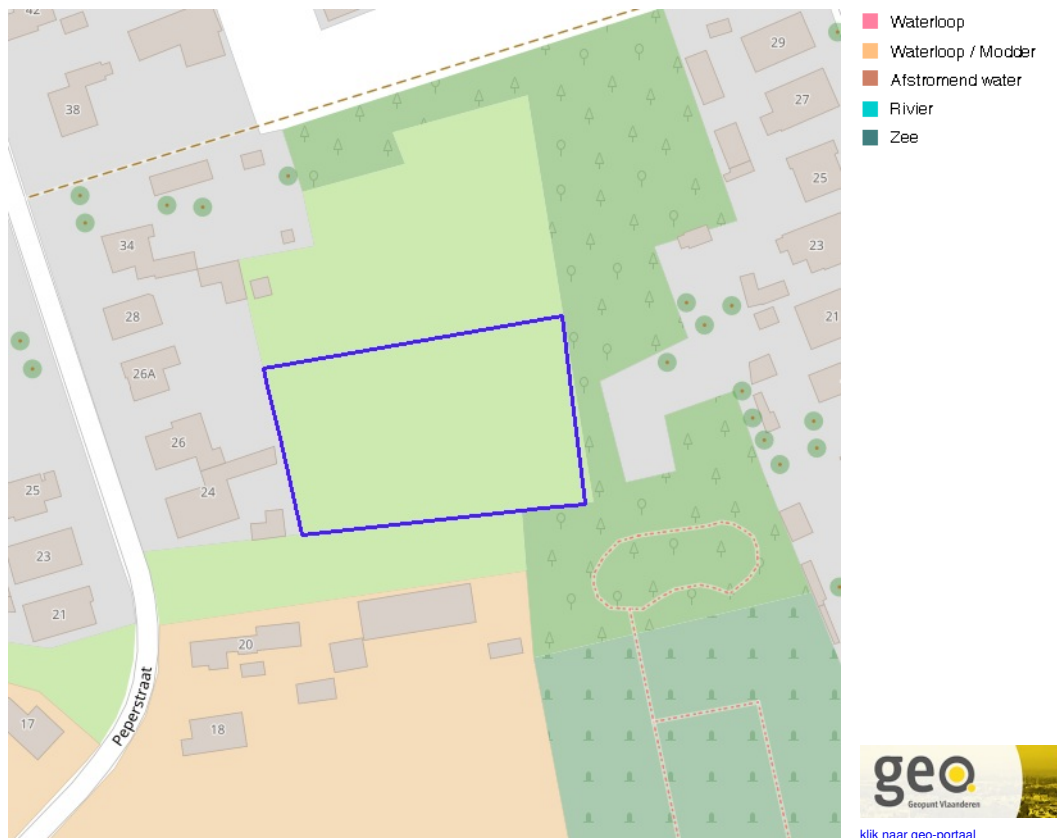 42
38
34
28
26A
26
24
25
23
21
20
18
17
Peperstraat
29
27
25
23
21
Waterloop
Waterloop / Modder
Afstromend water
Rivier
Zee
geo.
Geopunt Vlaanderen
klik naar geo-portaal